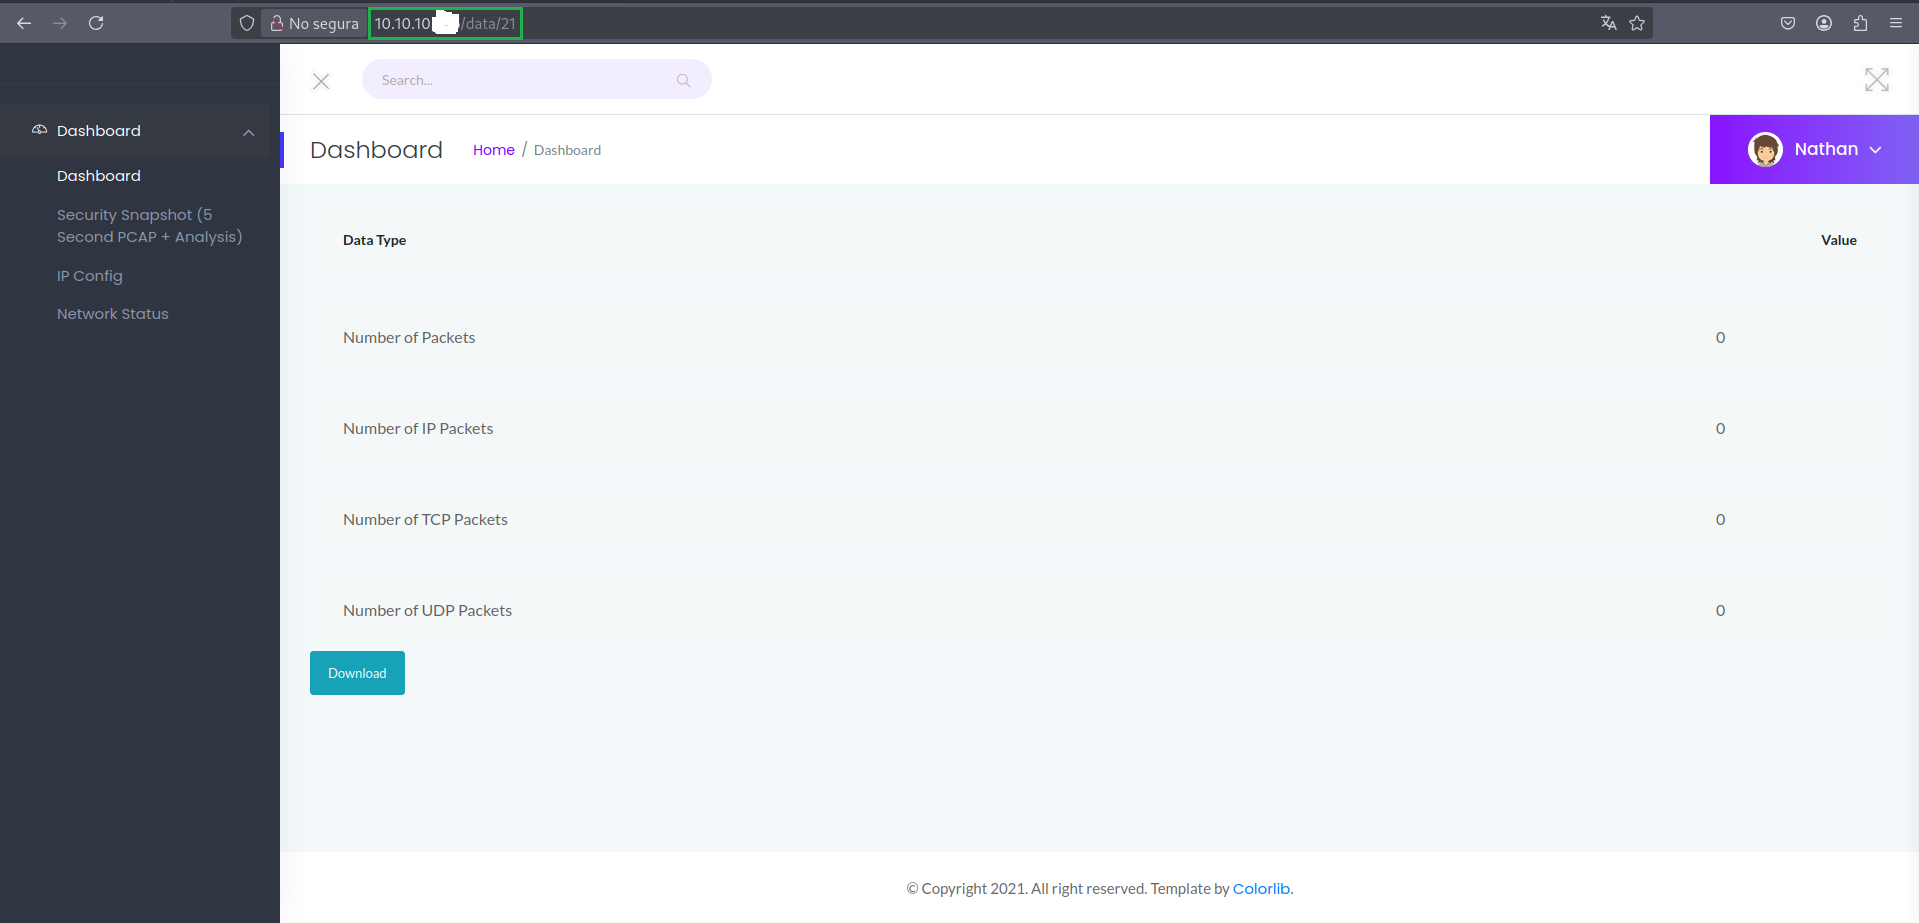 No segura
10.10.10
/data/21
Search...
Dashboard
Dashboard
Security Snapshot (5
Second PCAP + Analysis)
IP Config
Network Status
Dashboard
Home / Dashboard
Nathan
Data Type
Value
Number of Packets
0
Number of IP Packets
0
Number of TCP Packets
0
Number of UDP Packets
0
Download
© Copyright 2021. All right reserved. Template by Colorlib.